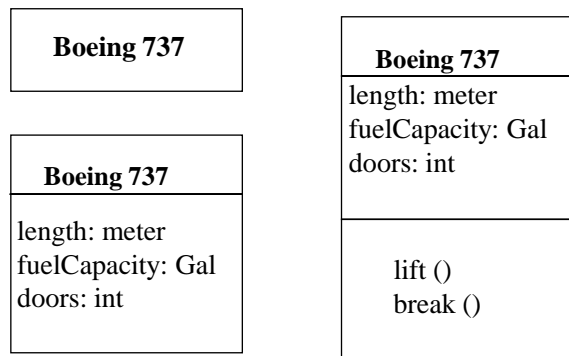 Boeing 737
Boeing 737
length: meter
fuelCapacity: Gal
doors: int
Boeing 737
length: meter
fuelCapacity: Gal
doors: int
lift ()
break ()